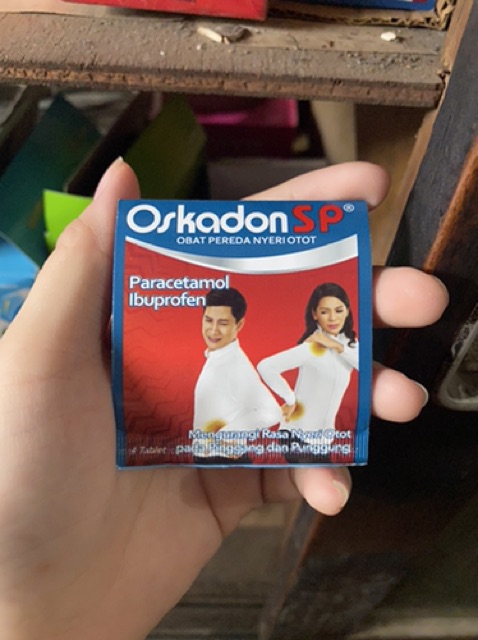 Oskadon SP®
OBAT PEREDA NYERI OTOT
Paracetamol
Ibuprofen
Mengurangi Rasa Nyeri Otot
4 Tablet pada Pinggang dan Punggung